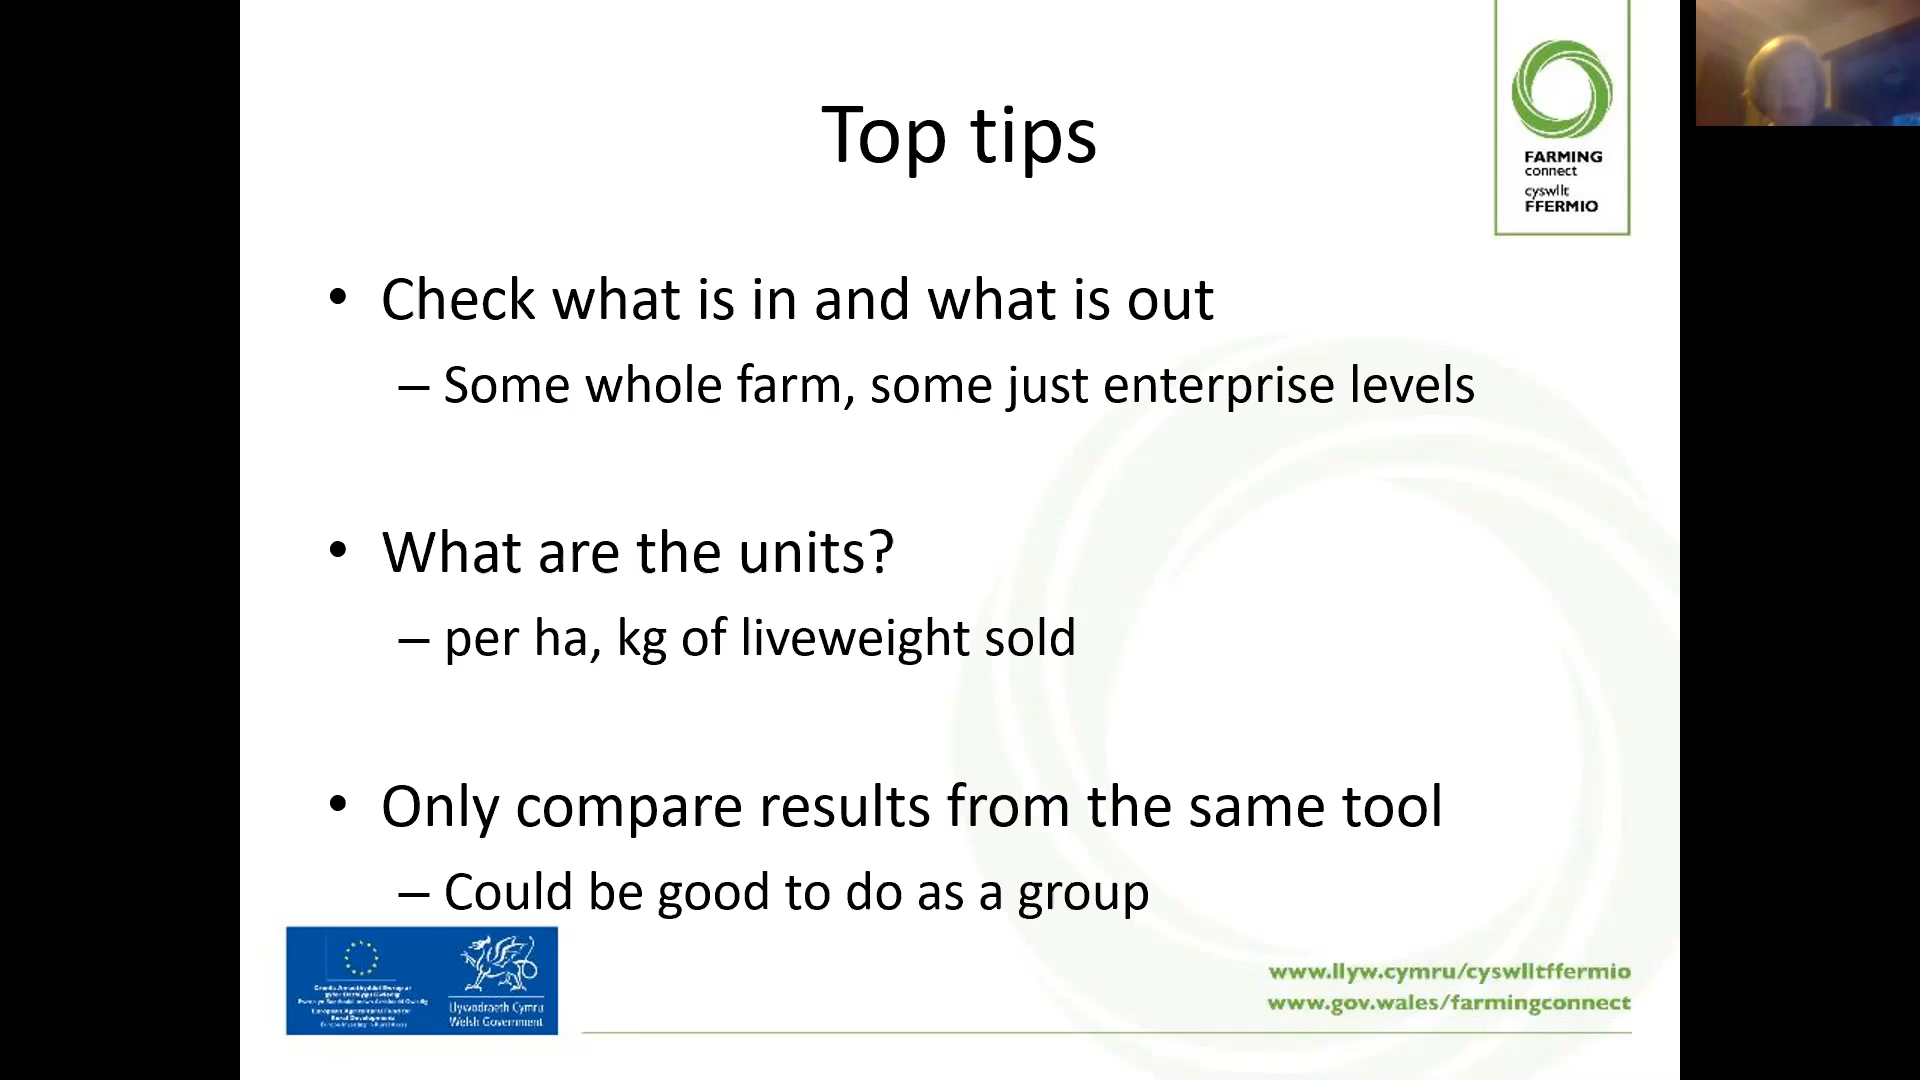 Top tips
FARMING
connect
cyswllt
FFERMIO
• Check what is in and what is out
– Some whole farm, some just enterprise levels
• What are the units?
– per ha, kg of liveweight sold
• Only compare results from the same tool
– Could be good to do as a group
Llywodraeth Cymru
Welsh Government
www.llyw.cymru/cyswlltffermio
www.gov.wales/farmingconnect